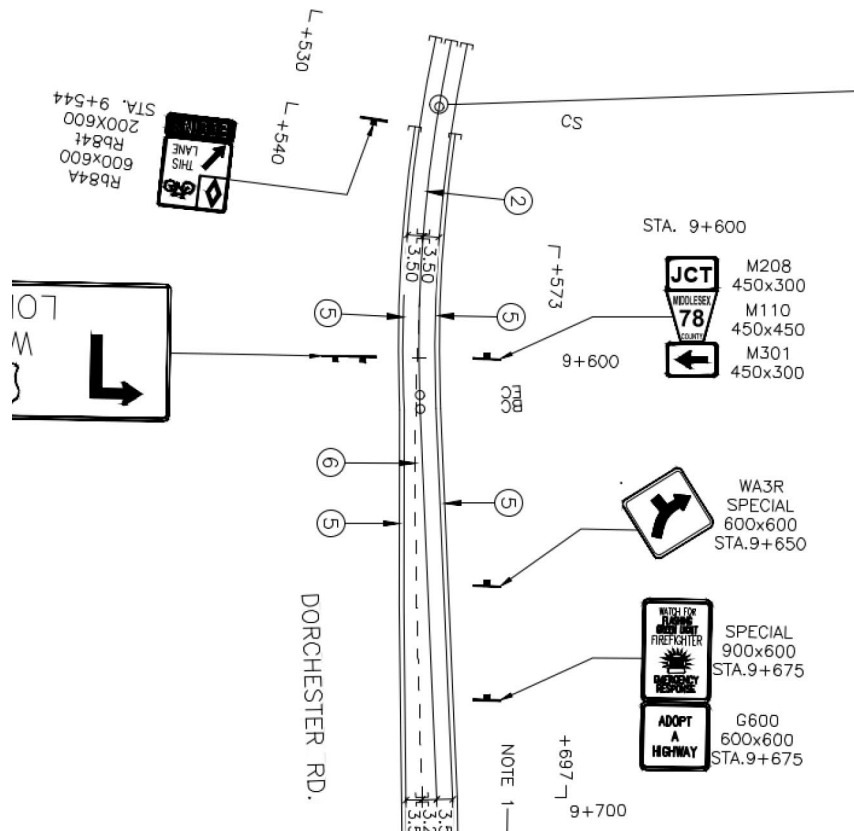 +530
+540
STA. 9+544
200X600
Rb84t
600x600
Rb84A
BEGIN
THIS
LANE
CS
2
STA. 9+600
3.50
3.50
+573
JCT
M208
450x300
MIDDLESEX
78
COUNTY
M110
450x450
M301
450x300
5
5
9+600
BC
EC
6
5
5
WA3R
SPECIAL
600x600
STA.9+650
DORCHESTER RD.
WATCH FOR
FLASHING
GREEN LIGHT
FIREFIGHTER
EMERGENCY
RESPONSE
SPECIAL
900x600
STA.9+675
ADOPT
A
HIGHWAY
G600
600x600
STA.9+675
NOTE 1
+697
9+700